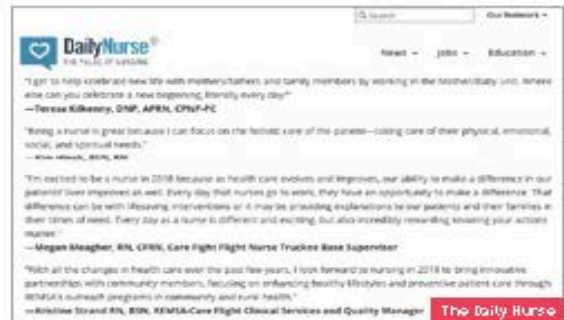 Search Our Network
DailyNurse®
THE PULSE OF NURSING
News Jobs Education
"I get to help celebrate new life with mothers/fathers and family members by working in the Mother/Baby unit. Where
else can you celebrate a new beginning, literally, every day?"
—Teresa Kilkenny, DNP, APRN, CPNP-PC
"Being a nurse is great because I can focus on the holistic care of the patient—taking care of their physical, emotional,
social, and spiritual needs."
BSN, RN
"I'm excited to be a nurse in 2018 because as health care evolves and improves, our ability to make a difference in our
patients' lives improves as well. Every day that nurses go to work, they have an opportunity to make a difference. That
difference can be with lifesaving interventions or it may be providing explanations to our patients and their families in
their times of need. Every day as a nurse is different and exciting, but also incredibly rewarding knowing your actions
matter."
—Megan Meagher, RN, CFRN, Care Flight Flight Nurse Truckee Base Supervisor
"With all the changes in health care over the past few years, I look forward to nursing in 2018 to bring innovative
partnerships with community members, focusing on enhancing healthy lifestyles and preventive patient care through
REMSA's outreach programs in community and rural health."
—Kristine Strand RN, BSN, REMSA-Care Flight Clinical Services and Quality Manager
The Daily Nurse